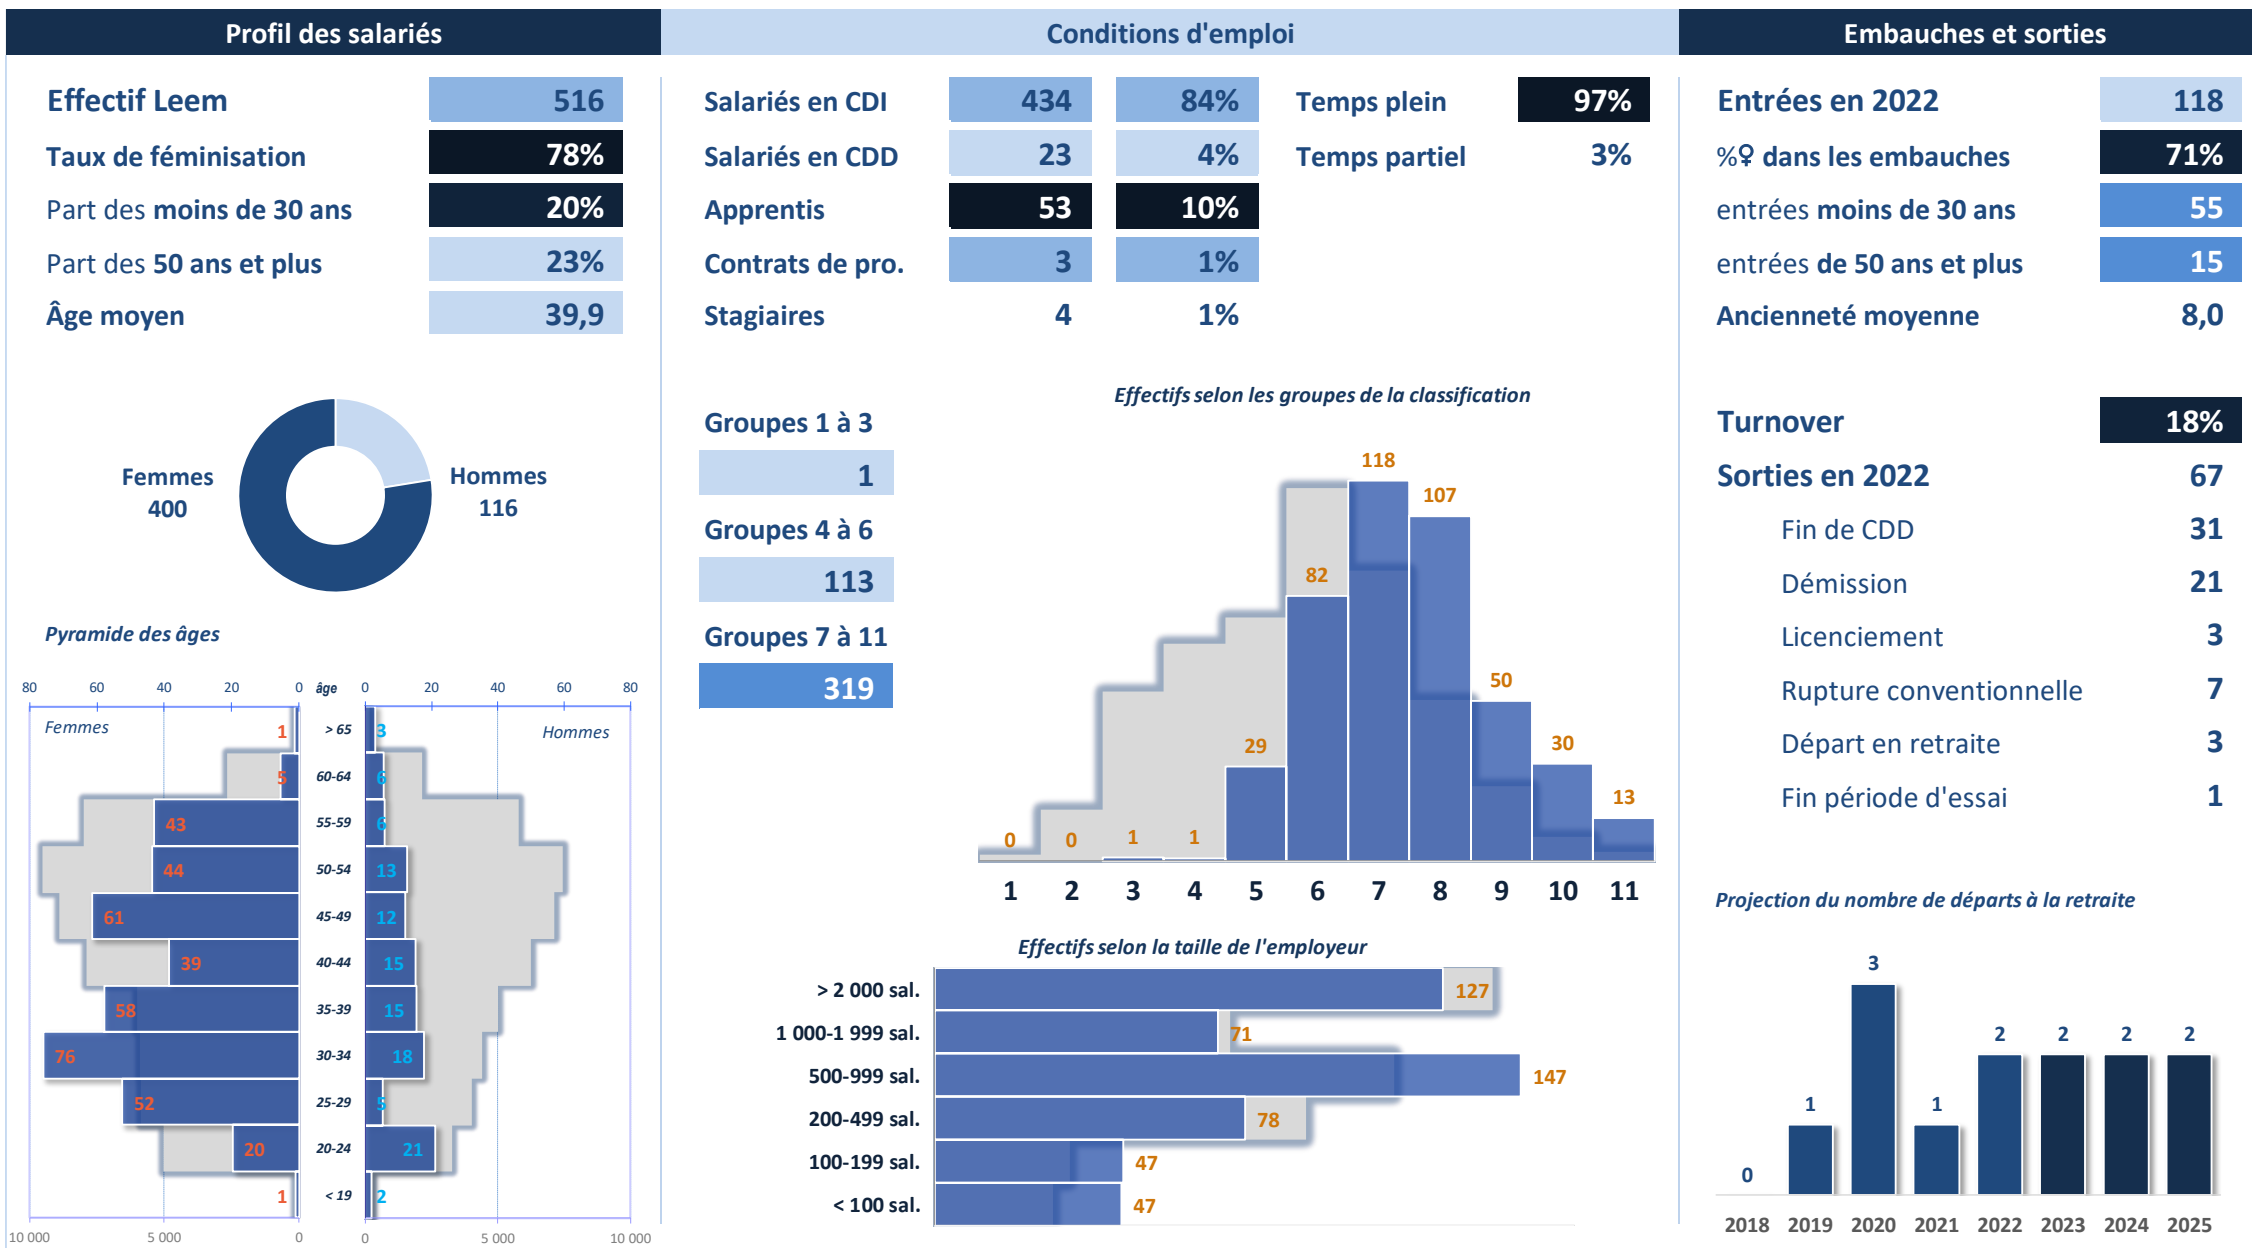 Profil des salariés
Effectif Leem 516
Taux de féminisation 78%
Part des moins de 30 ans 20%
Part des 50 ans et plus 23%
Âge moyen 39,9
Femmes
400
Hommes
116
Pyramide des âges
80 60 40 20 0 âge 0 20 40 60 80
Femmes
Hommes
1 > 65 3
5 60-64 6
43 55-59 6
44 50-54 13
61 45-49 12
39 40-44 15
58 35-39 15
76 30-34 18
52 25-29 5
20 20-24 21
1 < 19 2
10 000 5 000 0 0 5 000 10 000
Conditions d'emploi
Salariés en CDI 434 84% Temps plein 97%
Salariés en CDD 23 4% Temps partiel 3%
Apprentis 53 10%
Contrats de pro. 3 1%
Stagiaires 4 1%
Groupes 1 à 3
1
Groupes 4 à 6
113
Groupes 7 à 11
319
Effectifs selon les groupes de la classification
0 0 1 1 29 82 118 107 50 30 13
1 2 3 4 5 6 7 8 9 10 11
Effectifs selon la taille de l'employeur
> 2 000 sal. 127
1 000-1 999 sal. 71
500-999 sal. 147
200-499 sal. 78
100-199 sal. 47
< 100 sal. 47
Embauches et sorties
Entrées en 2022 118
%♀ dans les embauches 71%
entrées moins de 30 ans 55
entrées de 50 ans et plus 15
Ancienneté moyenne 8,0
Turnover 18%
Sorties en 2022 67
Fin de CDD 31
Démission 21
Licenciement 3
Rupture conventionnelle 7
Départ en retraite 3
Fin période d'essai 1
Projection du nombre de départs à la retraite
0 1 3 1 2 2 2 2
2018 2019 2020 2021 2022 2023 2024 2025